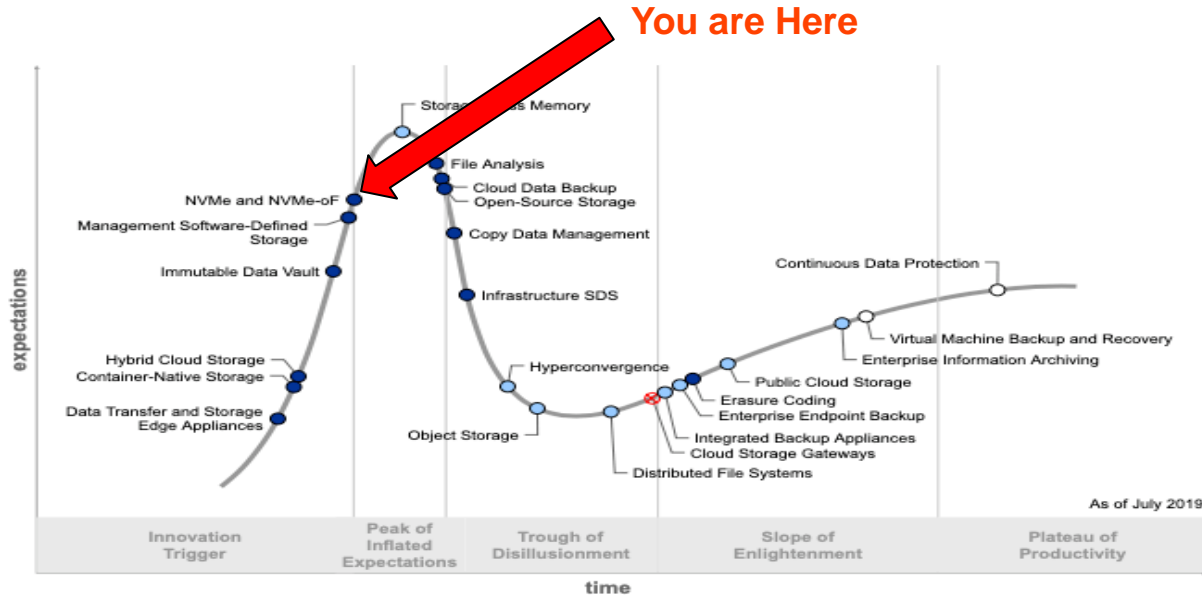 You are Here
Storage Class Memory
File Analysis
Cloud Data Backup
Open-Source Storage
NVMe and NVMe-oF
Management Software-Defined
Storage
Copy Data Management
Immutable Data Vault
Infrastructure SDS
Continuous Data Protection
Virtual Machine Backup and Recovery
Enterprise Information Archiving
Hybrid Cloud Storage
Container-Native Storage
Hyperconvergence
Public Cloud Storage
Erasure Coding
Enterprise Endpoint Backup
Data Transfer and Storage
Edge Appliances
Object Storage
Integrated Backup Appliances
Cloud Storage Gateways
Distributed File Systems
expectations
As of July 2019
Innovation
Trigger
Peak of
Inflated
Expectations
Trough of
Disillusionment
Slope of
Enlightenment
Plateau of
Productivity
time